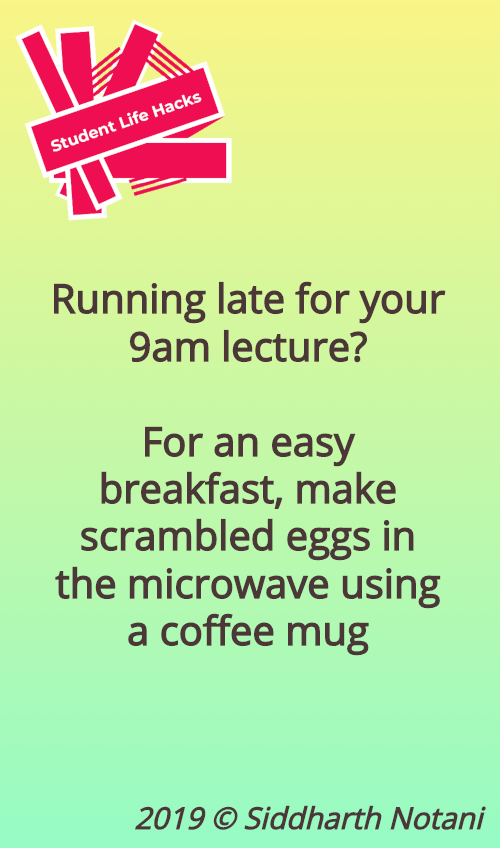 Student Life Hacks
Running late for your
9am lecture?
For an easy
breakfast, make
scrambled eggs in
the microwave using
a coffee mug
2019 © Siddharth Notani